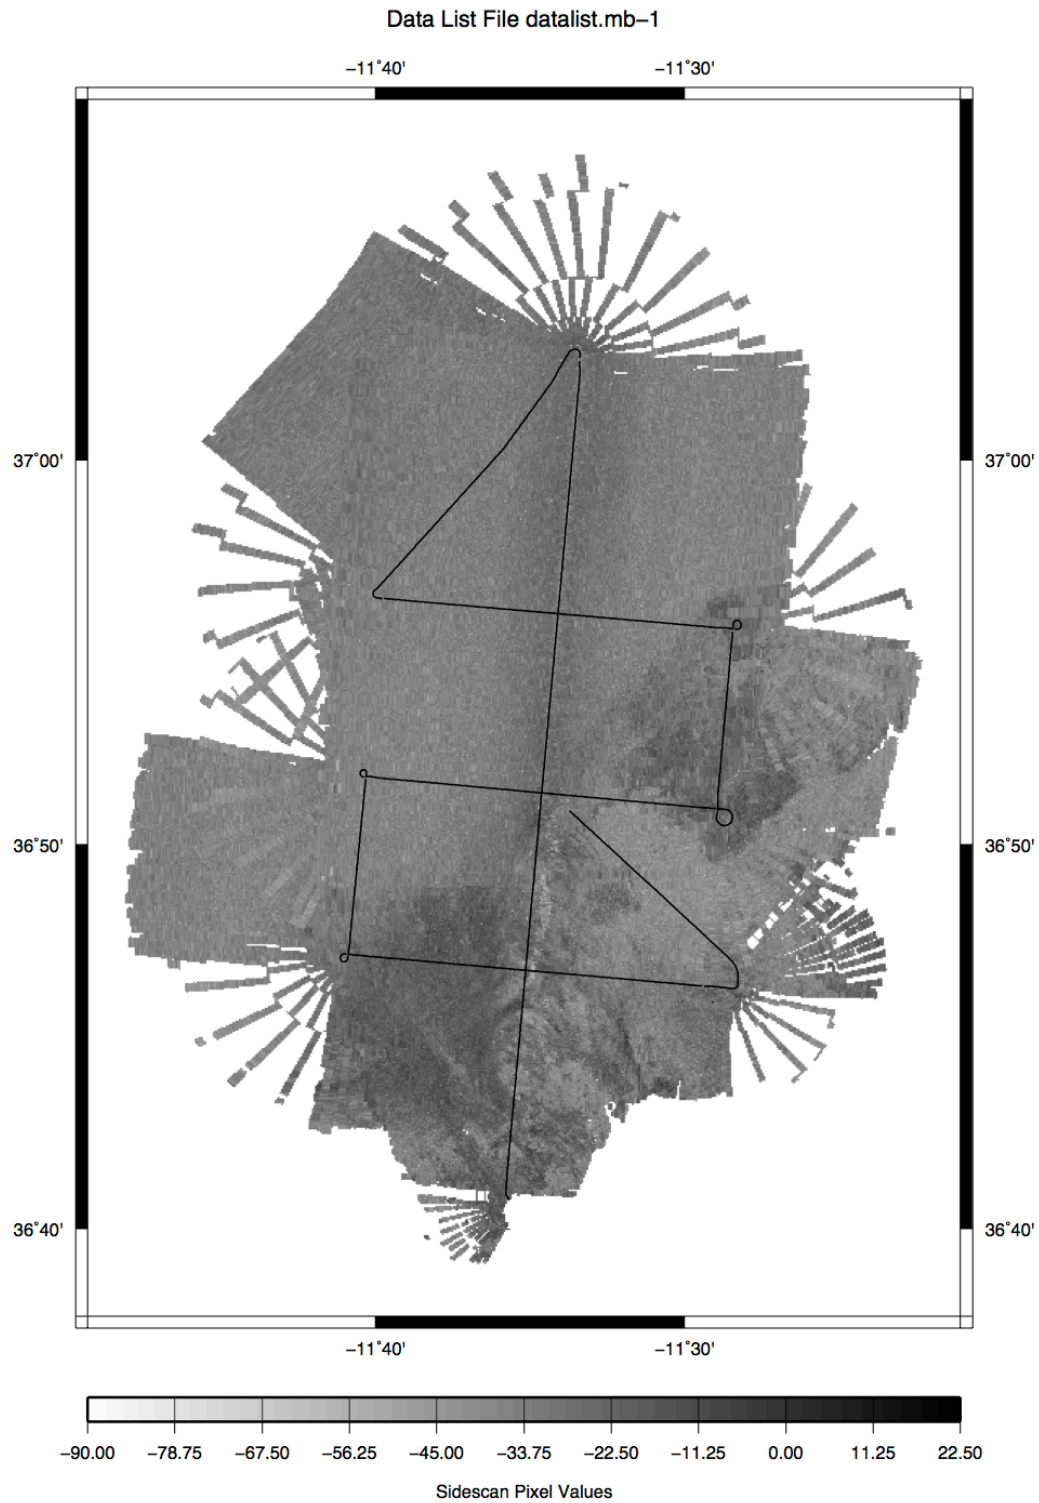 Data List File datalist.mb−1
−11˚40' −11˚30'
37˚00' 37˚00'
36˚50' 36˚50'
36˚40' 36˚40'
−11˚40' −11˚30'
−90.00 −78.75 −67.50 −56.25 −45.00 −33.75 −22.50 −11.25 0.00 11.25 22.50
Sidescan Pixel Values